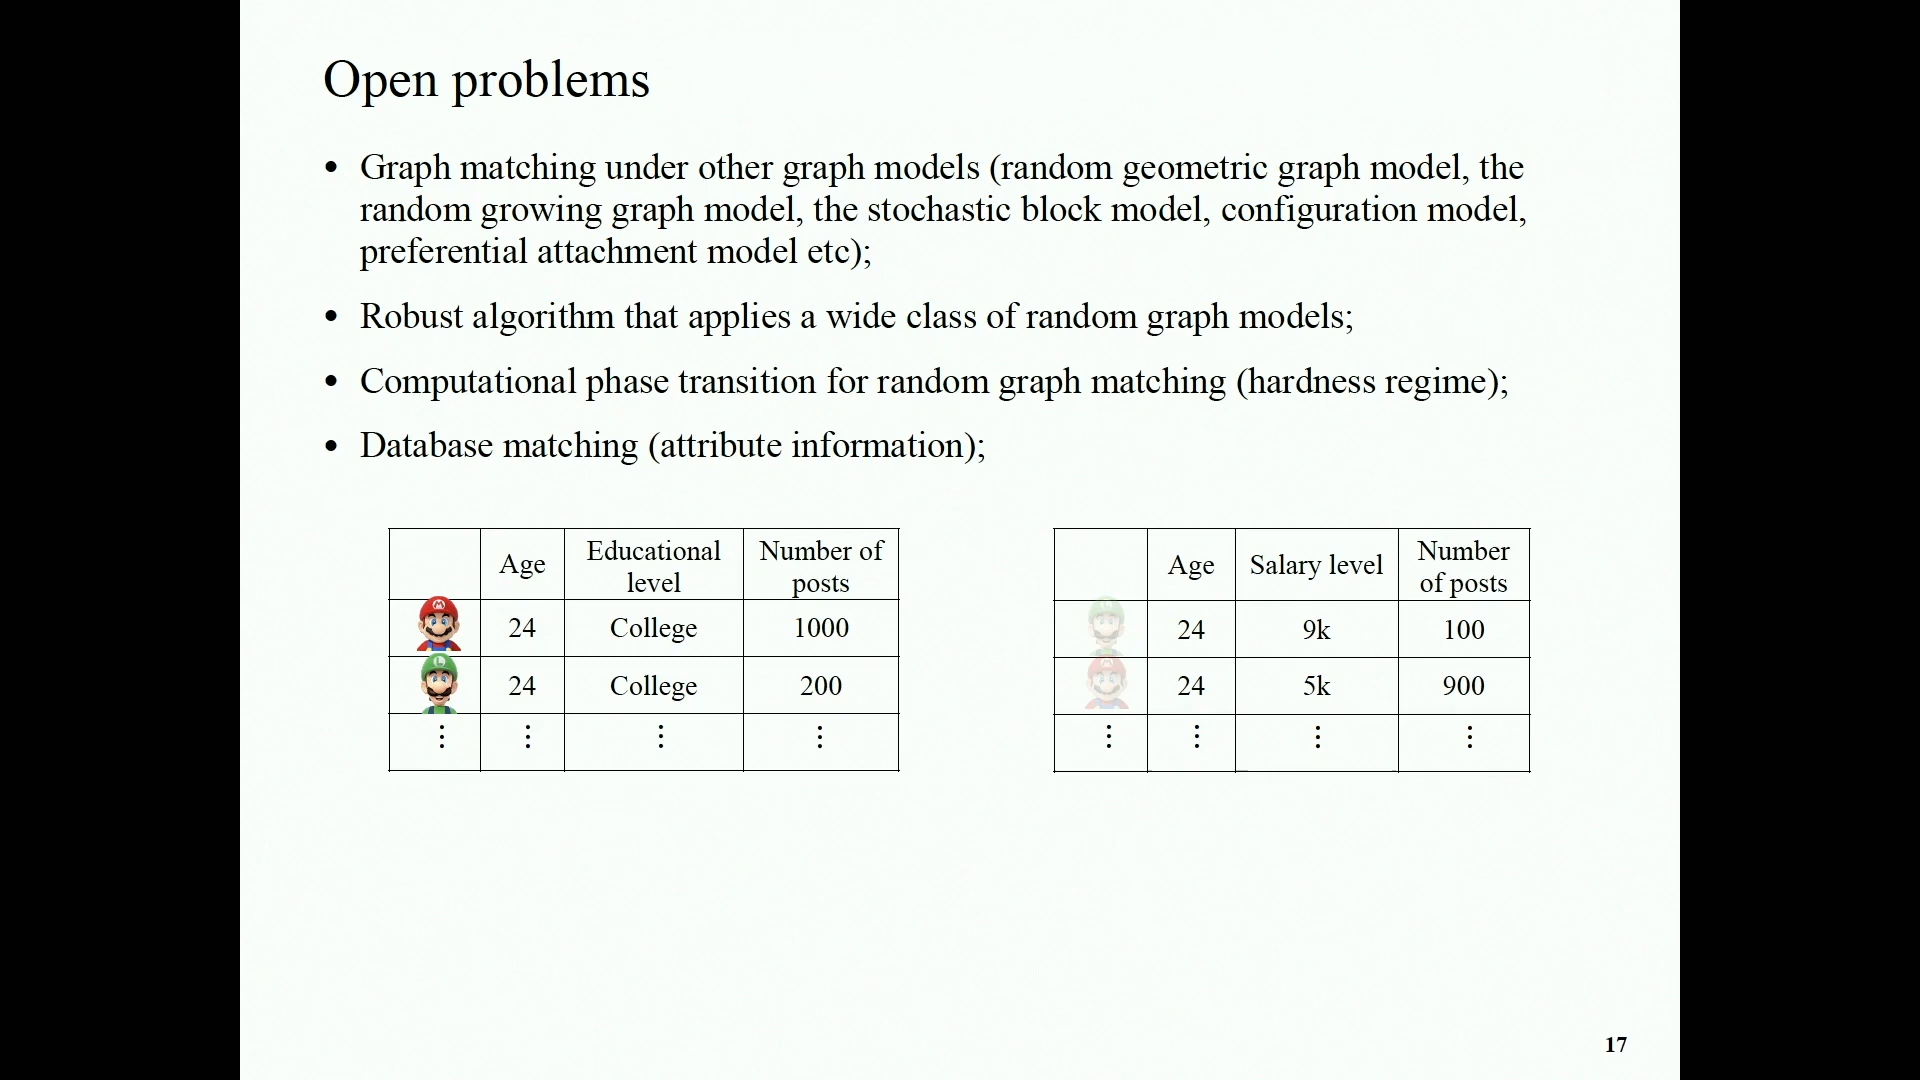 Open problems
• Graph matching under other graph models (random geometric graph model, the
random growing graph model, the stochastic block model, configuration model,
preferential attachment model etc);
• Robust algorithm that applies a wide class of random graph models;
• Computational phase transition for random graph matching (hardness regime);
• Database matching (attribute information);
Age Educational level Number of posts
24 College 1000
24 College 200
⋮ ⋮ ⋮ ⋮
Age Salary level Number of posts
24 9k 100
24 5k 900
⋮ ⋮ ⋮ ⋮
17